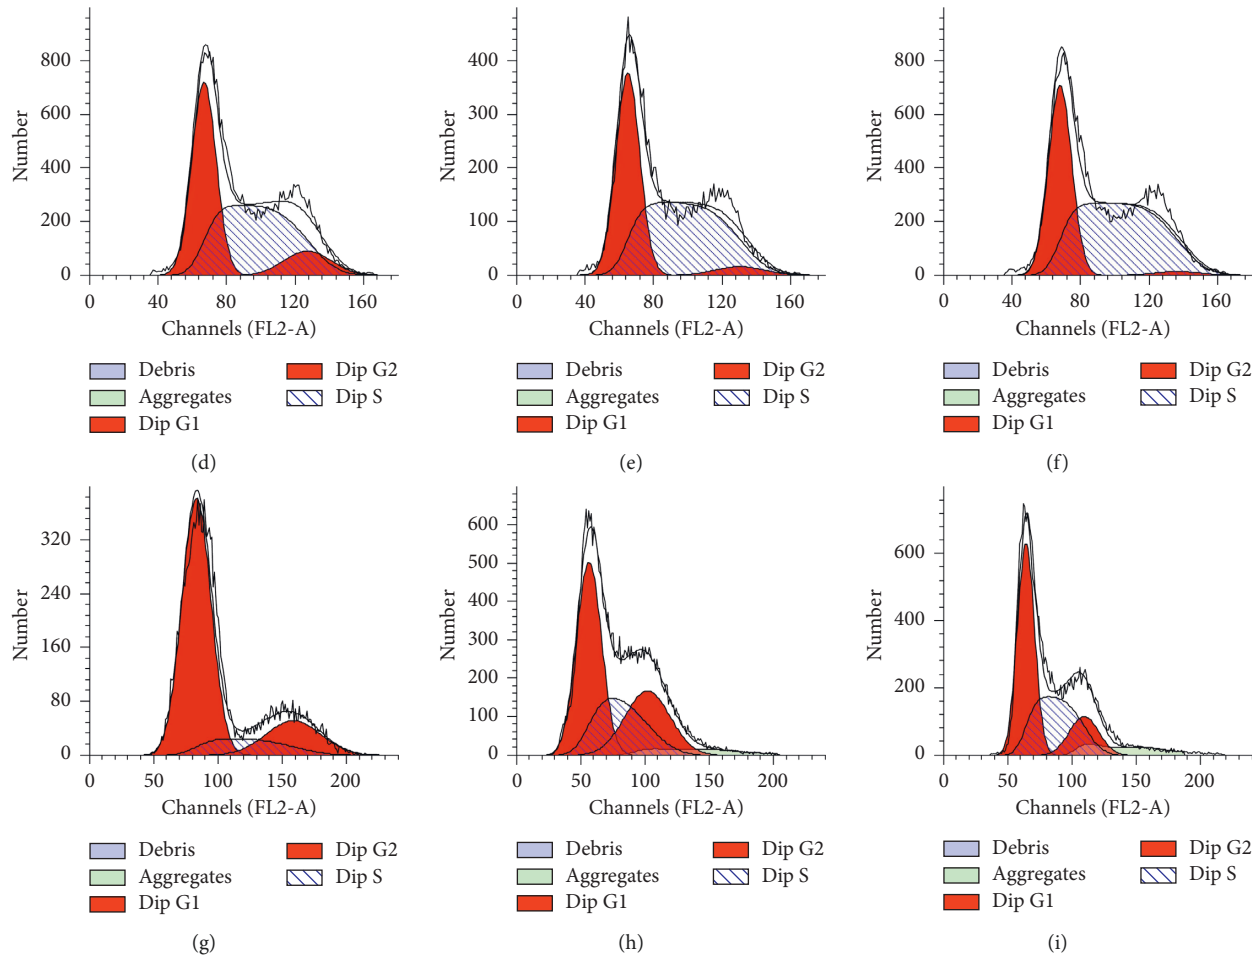 Number
800
600
400
200
0
0 40 80 120 160
Channels (FL2-A)
Debris Dip G2
Aggregates Dip S
Dip G1
(d)
Number
400
300
200
100
0
0 40 80 120 160
Channels (FL2-A)
Debris Dip G2
Aggregates Dip S
Dip G1
(e)
Number
800
600
400
200
0
0 40 80 120 160
Channels (FL2-A)
Debris Dip G2
Aggregates Dip S
Dip G1
(f)
Number
320
240
160
80
0
0 50 100 150 200
Channels (FL2-A)
Debris Dip G2
Aggregates Dip S
Dip G1
(g)
Number
600
500
400
300
200
100
0
0 50 100 150 200
Channels (FL2-A)
Debris Dip G2
Aggregates Dip S
Dip G1
(h)
Number
600
400
200
0
0 50 100 150 200
Channels (FL2-A)
Debris Dip G2
Aggregates Dip S
Dip G1
(i)